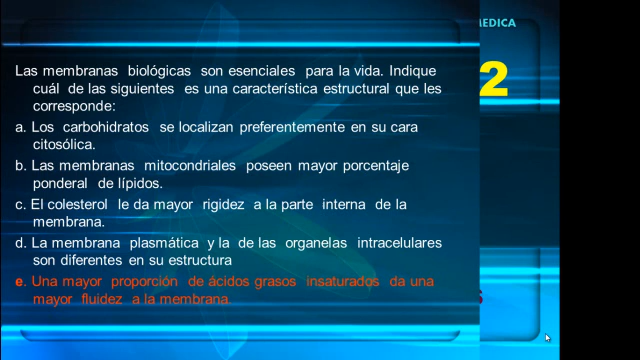 MEDICA
2
Las membranas biológicas son esenciales para la vida. Indique
cuál de las siguientes es una característica estructural que les
corresponde:
a. Los carbohidratos se localizan preferentemente en su cara
citosólica.
b. Las membranas mitocondriales poseen mayor porcentaje
ponderal de lípidos.
c. El colesterol le da mayor rigidez a la parte interna de la
membrana.
d. La membrana plasmática y la de las organelas intracelulares
son diferentes en su estructura
e. Una mayor proporción de ácidos grasos insaturados da una
mayor fluidez a la membrana.